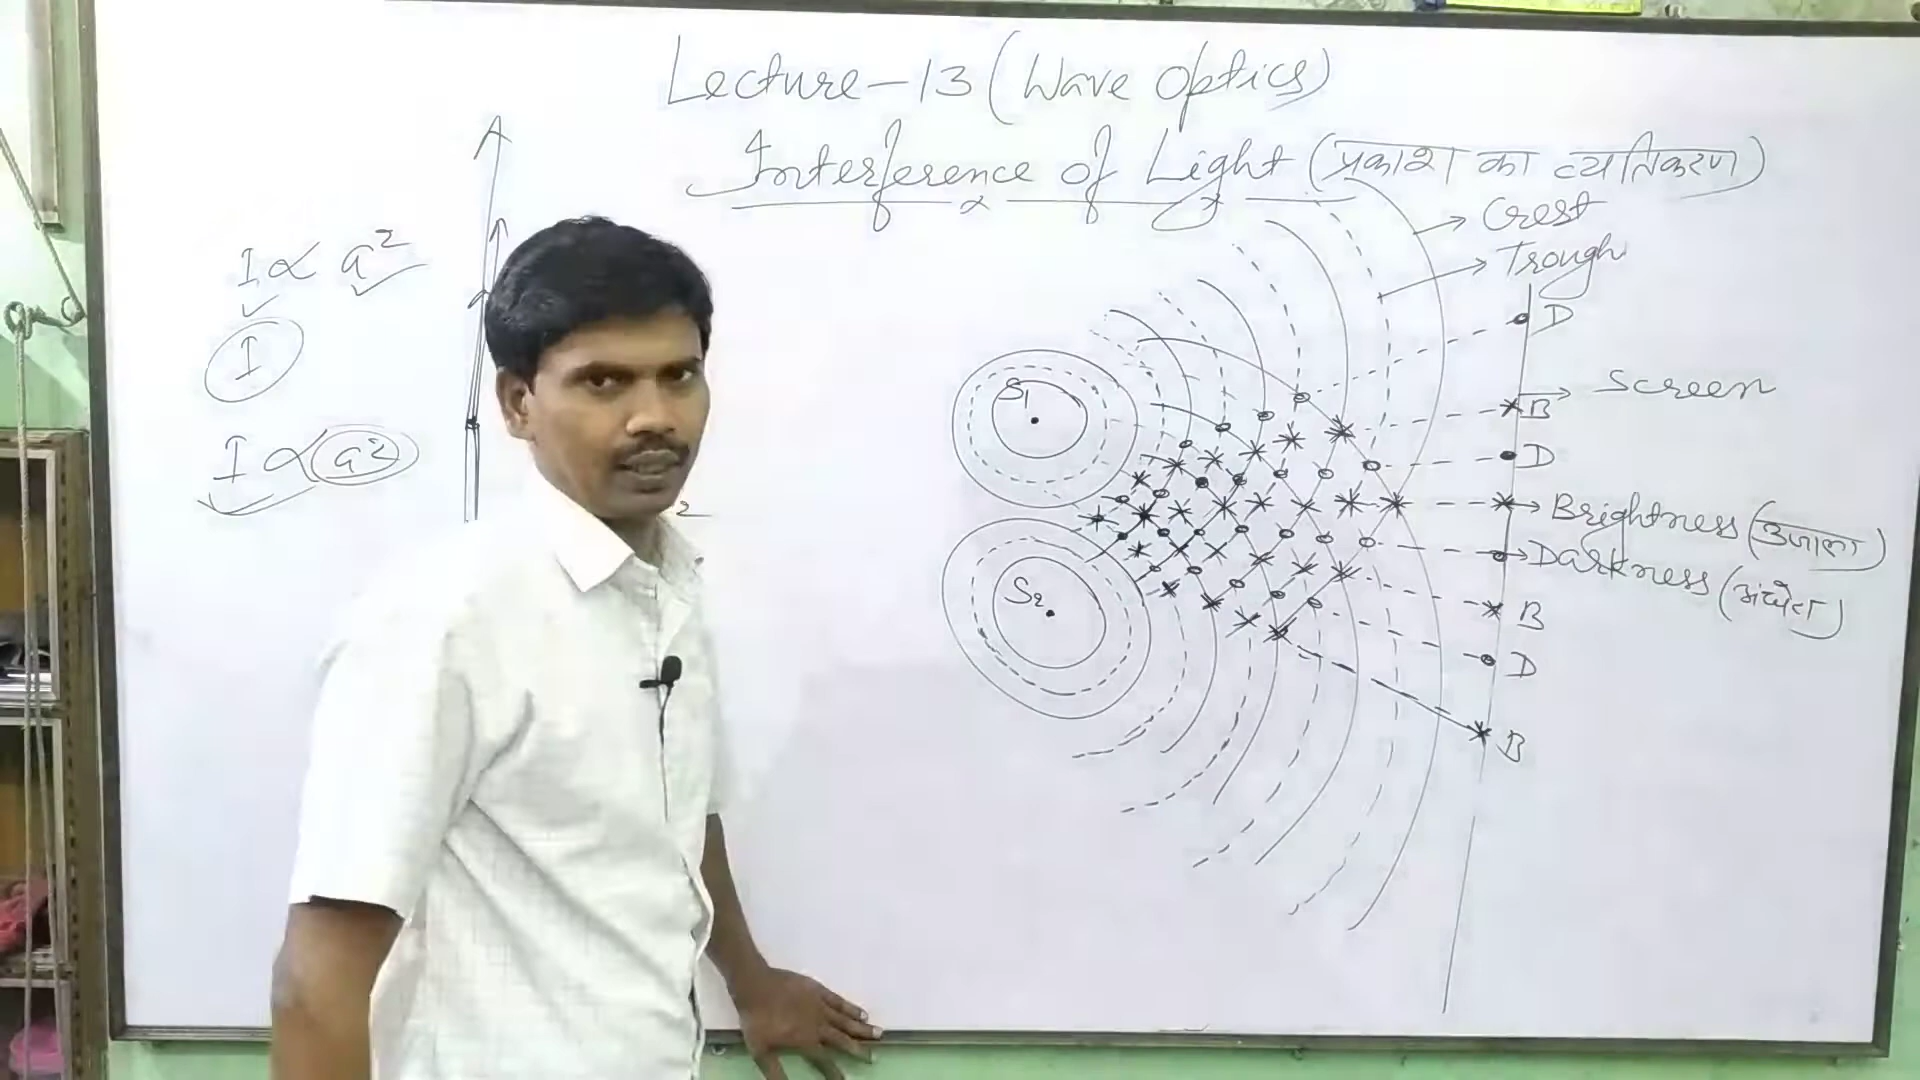 Lecture-13 (Wave Optics)
Interference of Light (प्रकाश का व्यतिकरण)
Crest
Trough
I ∝ a²
I
I ∝ a²
2
S₁
S₂
D
Screen
B
D
Brightness (उजाला)
Darkness (अंधेरा)
B
D
B